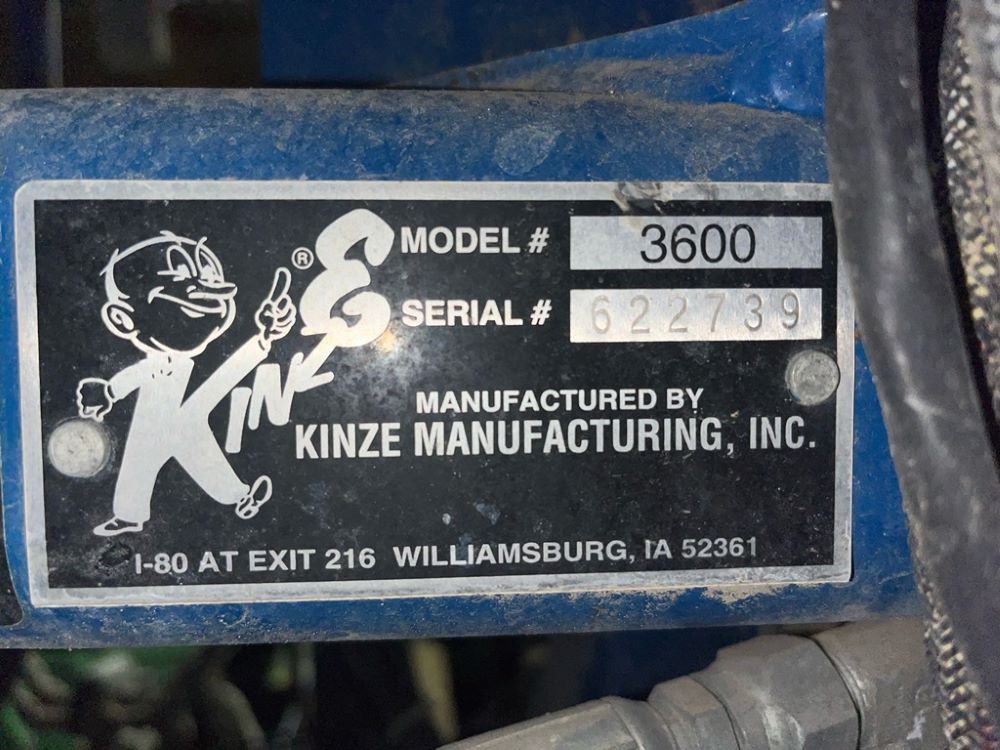 KINZE ®
MODEL # 3600
SERIAL # 622739
MANUFACTURED BY
KINZE MANUFACTURING, INC.
I-80 AT EXIT 216 WILLIAMSBURG, IA 52361